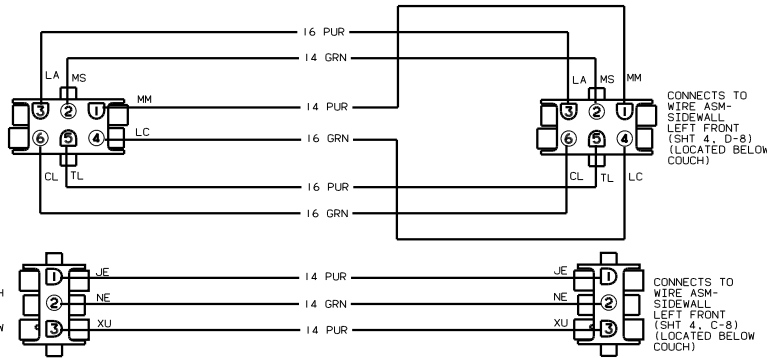 16 PUR
14 GRN
LA MS
LA MS MM
MM
3 2 1
14 PUR
3 2 1
CONNECTS TO
WIRE ASM-
SIDEWALL
LEFT FRONT
(SHT 4, D-8)
(LOCATED BELOW
COUCH)
LC
6 5 4
16 GRN
6 5 4
CL TL
CL TL LC
16 PUR
16 GRN
1
JE
14 PUR
JE
1
H
2
NE
14 GRN
NE
2
W
3
XU
14 PUR
XU
3
CONNECTS TO
WIRE ASM-
SIDEWALL
LEFT FRONT
(SHT 4, C-8)
(LOCATED BELOW
COUCH)